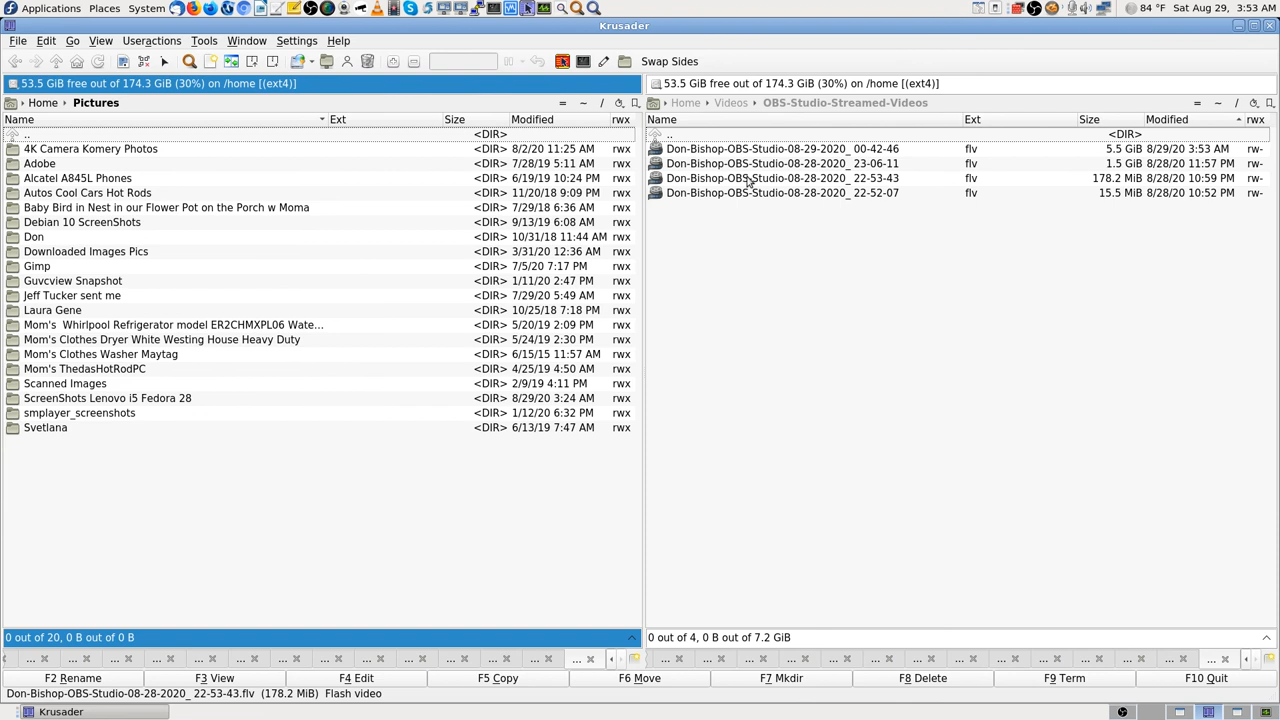 Applications Places System 84 °F Sat Aug 29, 3:53 AM
Krusader
File Edit Go View Useractions Tools Window Settings Help
Swap Sides
53.5 GiB free out of 174.3 GiB (30%) on /home [(ext4)] 53.5 GiB free out of 174.3 GiB (30%) on /home [(ext4)]
Home Pictures = ~ / Home Videos OBS-Studio-Streamed-Videos = ~ /
Name Ext Size Modified rwx Name Ext Size Modified rwx
.. <DIR> .. <DIR>
4K Camera Komery Photos <DIR> 8/2/20 11:25 AM rwx Don-Bishop-OBS-Studio-08-29-2020_ 00-42-46 flv 5.5 GiB 8/29/20 3:53 AM rw-
Adobe <DIR> 7/28/19 5:11 AM rwx Don-Bishop-OBS-Studio-08-28-2020_ 23-06-11 flv 1.5 GiB 8/28/20 11:57 PM rw-
Alcatel A845L Phones <DIR> 6/19/19 10:24 PM rwx Don-Bishop-OBS-Studio-08-28-2020_ 22-53-43 flv 178.2 MiB 8/28/20 10:59 PM rw-
Autos Cool Cars Hot Rods <DIR> 11/20/18 9:09 PM rwx Don-Bishop-OBS-Studio-08-28-2020_ 22-52-07 flv 15.5 MiB 8/28/20 10:52 PM rw-
Baby Bird in Nest in our Flower Pot on the Porch w Moma <DIR> 7/29/18 6:36 AM rwx
Debian 10 ScreenShots <DIR> 9/13/19 6:08 AM rwx
Don <DIR> 10/31/18 11:44 AM rwx
Downloaded Images Pics <DIR> 3/31/20 12:36 AM rwx
Gimp <DIR> 7/5/20 7:17 PM rwx
Guvcview Snapshot <DIR> 1/11/20 2:47 PM rwx
Jeff Tucker sent me <DIR> 7/29/20 5:49 AM rwx
Laura Gene <DIR> 10/25/18 7:18 PM rwx
Mom's  Whirlpool Refrigerator model ER2CHMXPL06 Wate... <DIR> 5/20/19 2:09 PM rwx
Mom's Clothes Dryer White Westing House Heavy Duty <DIR> 5/24/19 2:30 PM rwx
Mom's Clothes Washer Maytag <DIR> 6/15/15 11:57 AM rwx
Mom's ThedasHotRodPC <DIR> 4/25/19 4:50 AM rwx
Scanned Images <DIR> 2/9/19 4:11 PM rwx
ScreenShots Lenovo i5 Fedora 28 <DIR> 8/29/20 3:24 AM rwx
smplayer_screenshots <DIR> 1/12/20 6:32 PM rwx
Svetlana <DIR> 6/13/19 7:47 AM rwx
0 out of 20, 0 B out of 0 B 0 out of 4, 0 B out of 7.2 GiB
... ... ... ... ... ... ... ... ... ... ... ... ... ... ... ... ... ... ... ... ... ... ... ... ... ... ... ...
F2 Rename F3 View F4 Edit F5 Copy F6 Move F7 Mkdir F8 Delete F9 Term F10 Quit
Don-Bishop-OBS-Studio-08-28-2020_ 22-53-43.flv (178.2 MiB) Flash video
Krusader